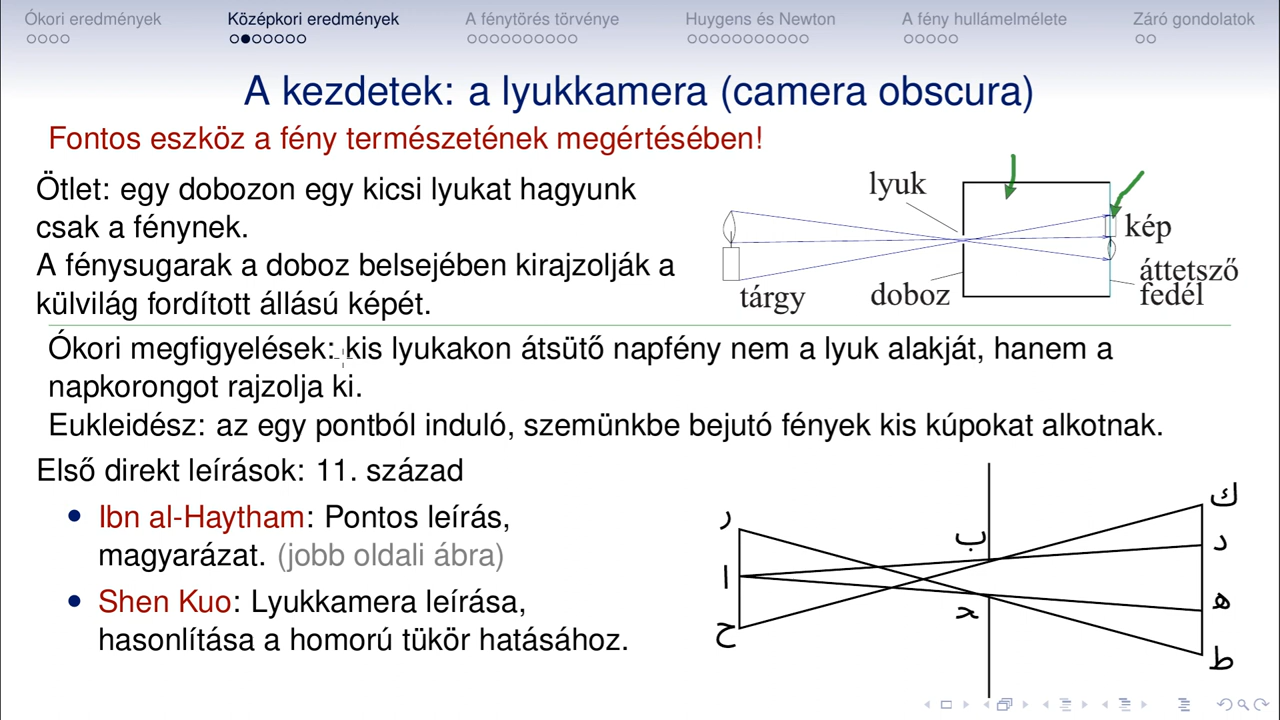 Ókori eredmények
Középkori eredmények
A fénytörés törvénye
Huygens és Newton
A fény hullámelmélete
Záró gondolatok
A kezdetek: a lyukkamera (camera obscura)
Fontos eszköz a fény természetének megértésében!
Ötlet: egy dobozon egy kicsi lyukat hagyunk
csak a fénynek.
A fénysugarak a doboz belsejében kirajzolják a
külvilág fordított állású képét.
lyuk
kép
áttetsző
fedél
tárgy
doboz
Ókori megfigyelések: kis lyukakon átsütő napfény nem a lyuk alakját, hanem a
napkorongot rajzolja ki.
Eukleidész: az egy pontból induló, szemünkbe bejutó fények kis kúpokat alkotnak.
Első direkt leírások: 11. század
Ibn al-Haytham: Pontos leírás,
magyarázat. (jobb oldali ábra)
Shen Kuo: Lyukkamera leírása,
hasonlítása a homorú tükör hatásához.
ر
ا
ح
ب
ك
د
ه
ط